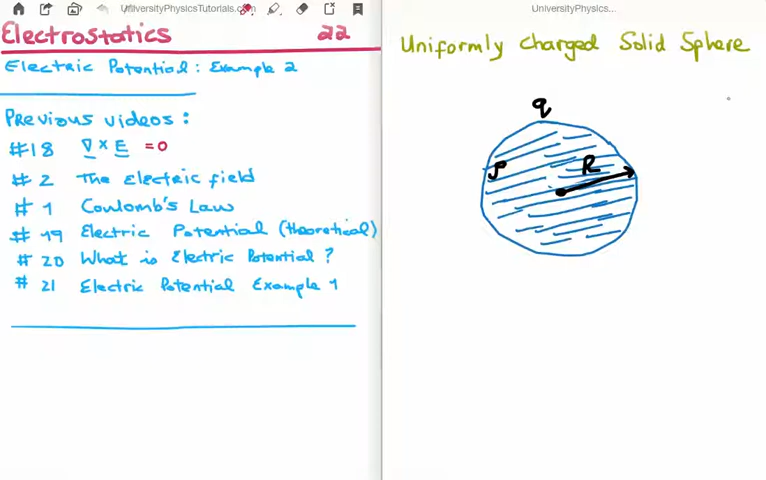 UniversityPhysicsTutorials.com
Electrostatics 22
Electric Potential: Example 2
Previous videos:
#18 ∇ × E = 0
#2 The Electric field
#1 Coulomb's Law
#19 Electric Potential (theoretical)
#20 What is Electric Potential?
#21 Electric Potential Example 1
UniversityPhysics...
Uniformly Charged Solid Sphere
q
ρ
R